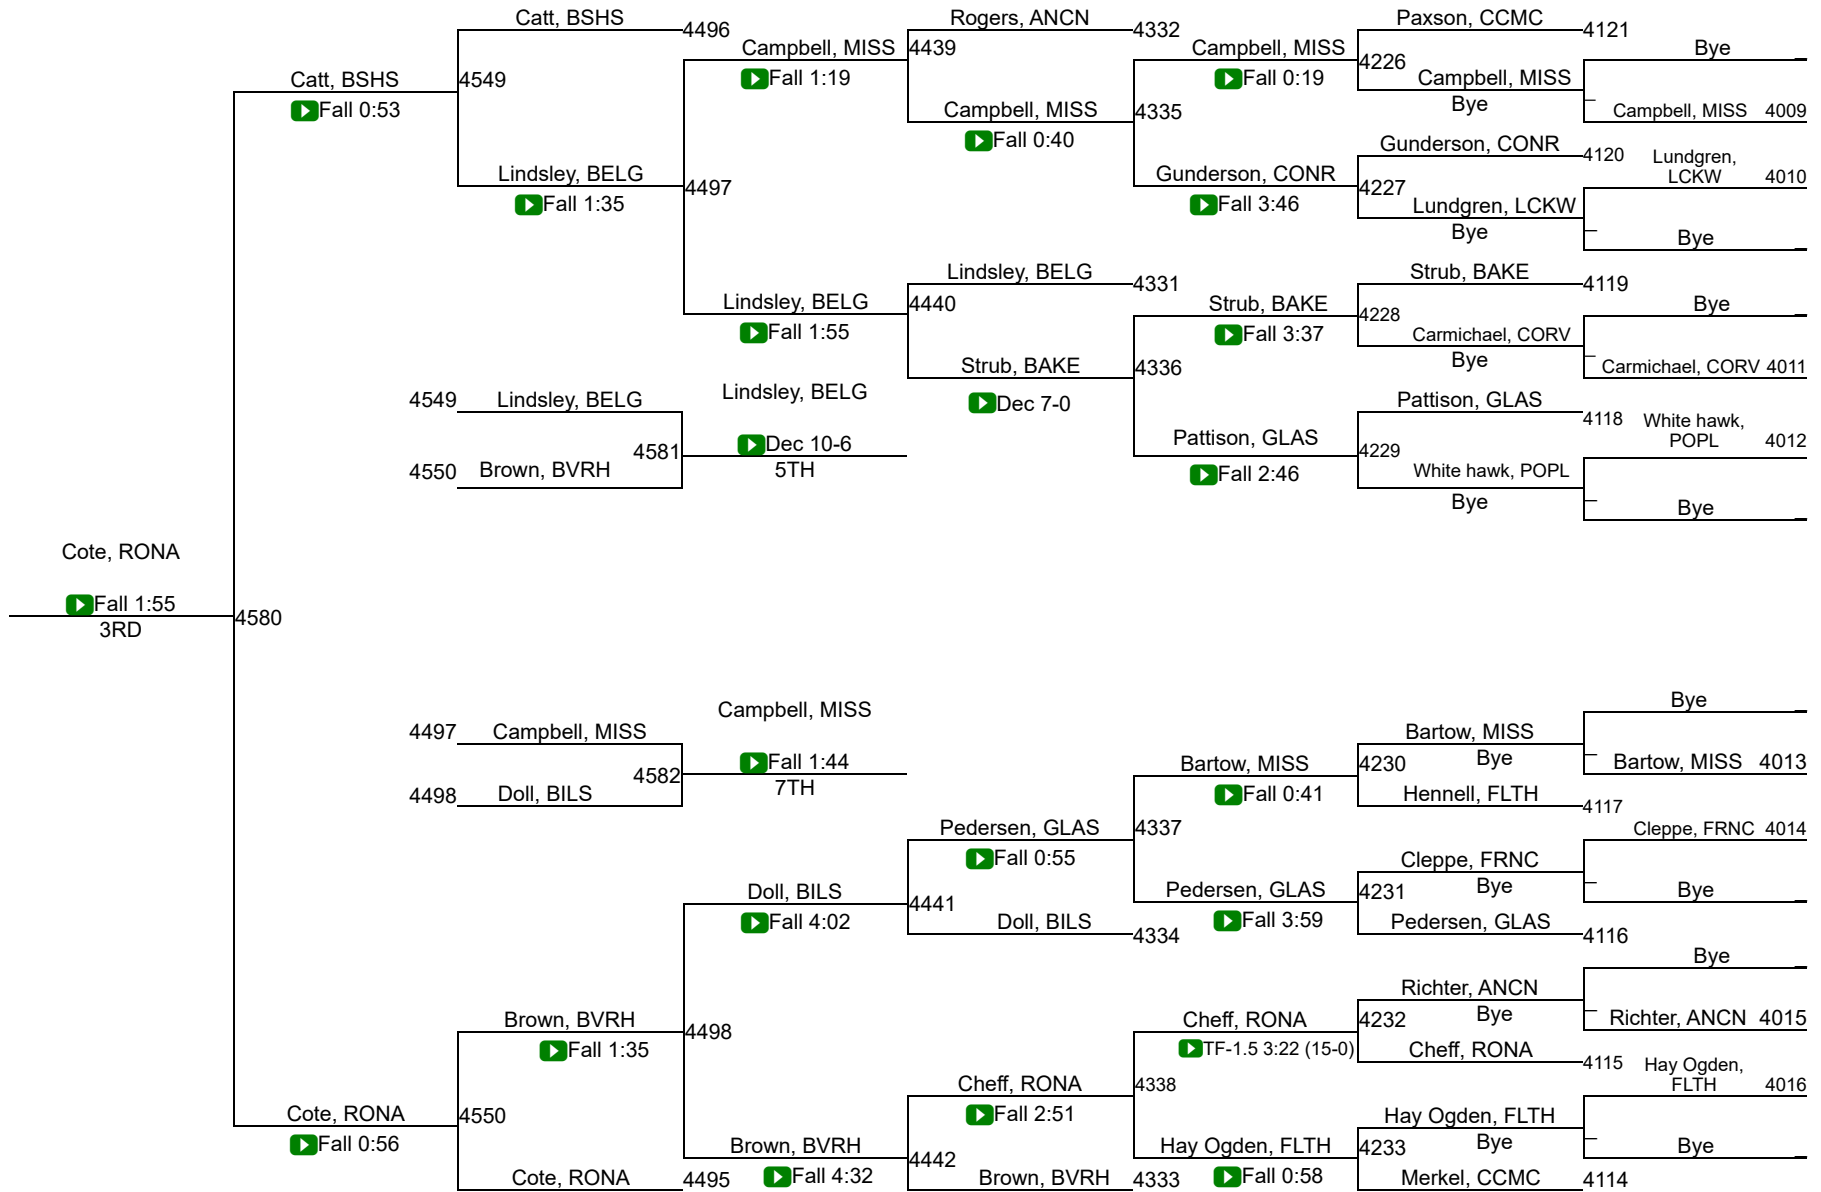 Catt, BSHS
4496
Rogers, ANCN
4332
Paxson, CCMC
4121
Campbell, MISS
4439
Campbell, MISS
4226
Bye
Fall 1:19
Fall 0:19
Campbell, MISS
Catt, BSHS
4549
Bye
Fall 0:53
Campbell, MISS
4335
Campbell, MISS 4009
Fall 0:40
Gunderson, CONR
4120
Lundgren,
LCKW 4010
Lindsley, BELG
4497
Gunderson, CONR
4227
Fall 1:35
Fall 3:46
Lundgren, LCKW
Bye
Bye
Lindsley, BELG
4331
Strub, BAKE
4119
Lindsley, BELG
4440
Strub, BAKE
4228
Bye
Fall 1:55
Fall 3:37
Carmichael, CORV
Bye
Strub, BAKE
4336
Carmichael, CORV 4011
Lindsley, BELG
4549
Lindsley, BELG
Dec 7-0
Pattison, GLAS
4118
White hawk,
POPL 4012
4581
Dec 10-6
Pattison, GLAS
4229
4550
Brown, BVRH
5TH
Fall 2:46
White hawk, POPL
Bye
Bye
Cote, RONA
Fall 1:55
4580
3RD
Campbell, MISS
Bye
4497
Campbell, MISS
Bartow, MISS
Bye
4582
Fall 1:44
Bartow, MISS
4230
Bartow, MISS 4013
4498
Doll, BILS
7TH
Fall 0:41
Hennell, FLTH
4117
Pedersen, GLAS
4337
Cleppe, FRNC 4014
Fall 0:55
Cleppe, FRNC
Bye
Doll, BILS
4441
Pedersen, GLAS
4231
Bye
Fall 4:02
Doll, BILS
4334
Fall 3:59
Pedersen, GLAS
4116
Bye
Richter, ANCN
Bye
Brown, BVRH
4498
Cheff, RONA
4232
Richter, ANCN 4015
Fall 1:35
TF-1.5 3:22 (15-0)
Cheff, RONA
4115
Hay Ogden,
FLTH 4016
Cheff, RONA
4338
Cote, RONA
4550
Fall 2:51
Hay Ogden, FLTH
Bye
Fall 0:56
Brown, BVRH
4442
Hay Ogden, FLTH
4233
Bye
Cote, RONA
4495
Fall 4:32
Brown, BVRH
4333
Fall 0:58
Merkel, CCMC
4114